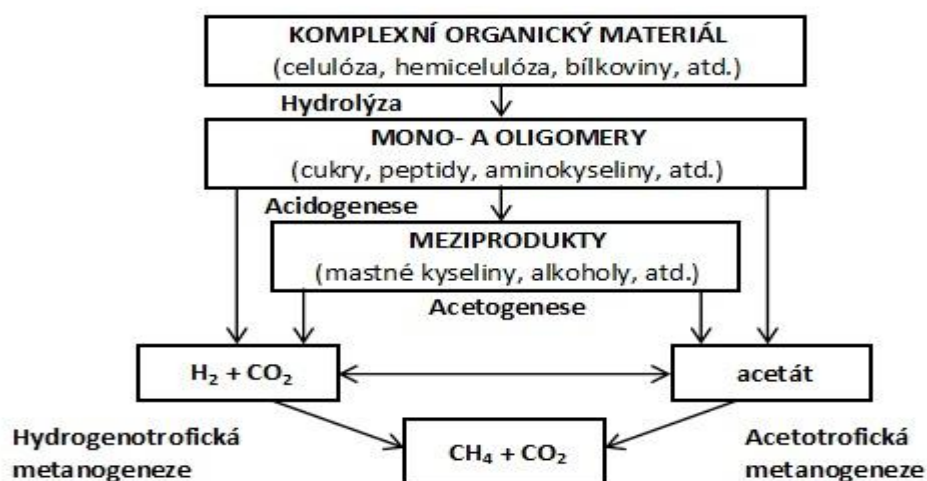 KOMPLEXNÍ ORGANICKÝ MATERIÁL
(celulóza, hemicelulóza, bílkoviny, atd.)
Hydrolýza
MONO- A OLIGOMERY
(cukry, peptidy, aminokyseliny, atd.)
Acidogenese
MEZIPRODUKTY
(mastné kyseliny, alkoholy, atd.)
Acetogenese
H₂ + CO₂
acetát
Hydrogenotrofická
metanogeneze
CH₄ + CO₂
Acetotrofická
metanogeneze